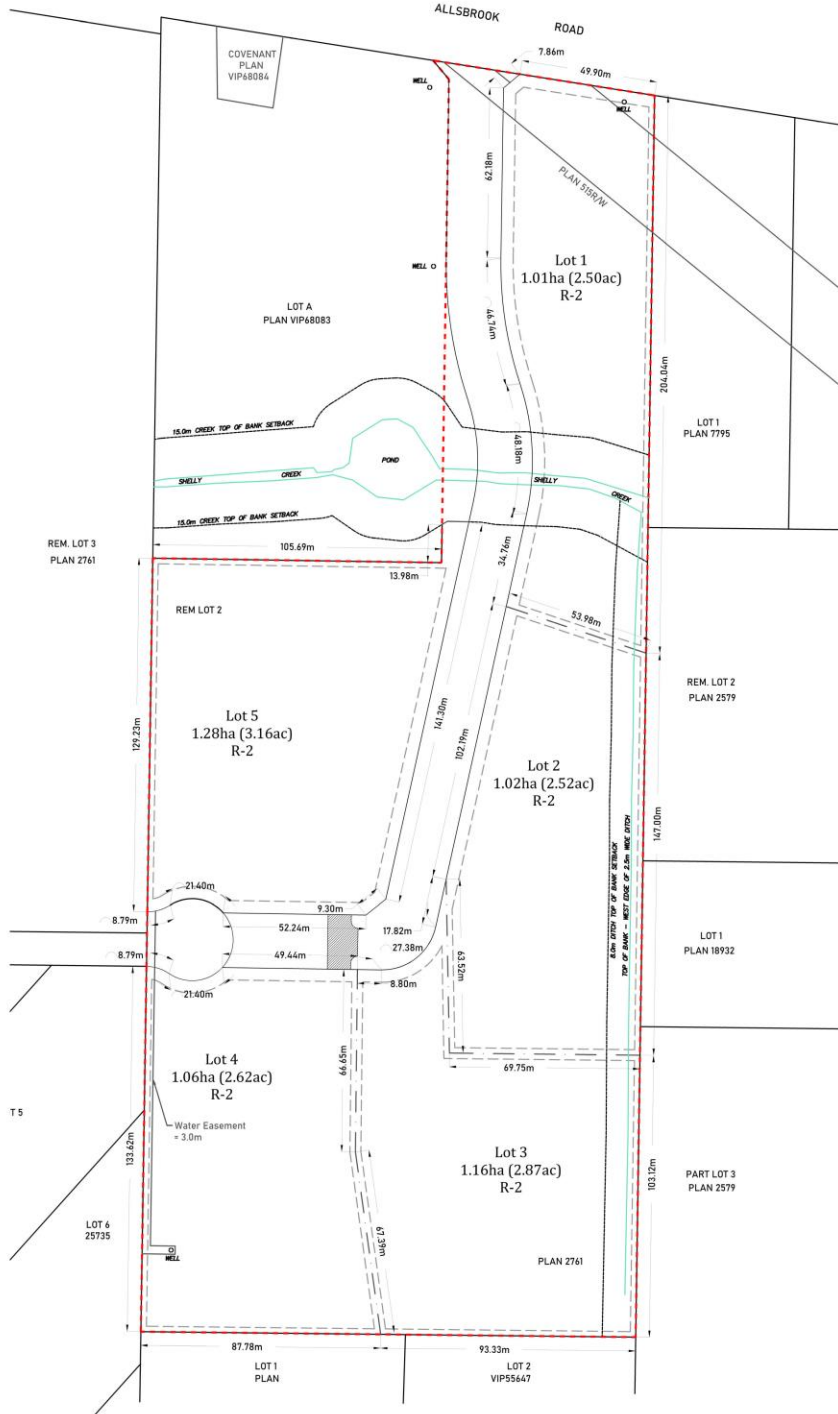 ALLSBROOK
ROAD
COVENANT
PLAN
VIP68084
7.86m
49.90m
WELL
WELL
62.18m
PLAN 515R/W
WELL
Lot 1
1.01ha (2.50ac)
R-2
LOT A
PLAN VIP68083
46.74m
204.04m
LOT 1
PLAN 7795
15.0m CREEK TOP OF BANK SETBACK
48.18m
POND
SHELLY
CREEK
SHELLY
CREEK
15.0m CREEK TOP OF BANK SETBACK
REM. LOT 3
PLAN 2761
105.69m
34.76m
13.98m
REM LOT 2
53.98m
REM. LOT 2
PLAN 2579
129.23m
Lot 5
1.28ha (3.16ac)
R-2
141.30m
102.19m
Lot 2
1.02ha (2.52ac)
R-2
147.00m
8.0m DITCH TOP OF BANK SETBACK
TOP OF BANK - WEST EDGE OF 2.5m WIDE DITCH
21.40m
9.30m
8.79m
52.24m
17.82m
LOT 1
PLAN 18932
8.79m
49.44m
27.38m
63.52m
21.40m
8.80m
Lot 4
1.06ha (2.62ac)
R-2
66.65m
69.75m
T 5
Water Easement
= 3.0m
133.62m
Lot 3
1.16ha (2.87ac)
R-2
103.12m
PART LOT 3
PLAN 2579
LOT 6
25735
67.39m
WELL
PLAN 2761
87.78m
93.33m
LOT 1
PLAN
LOT 2
VIP55647